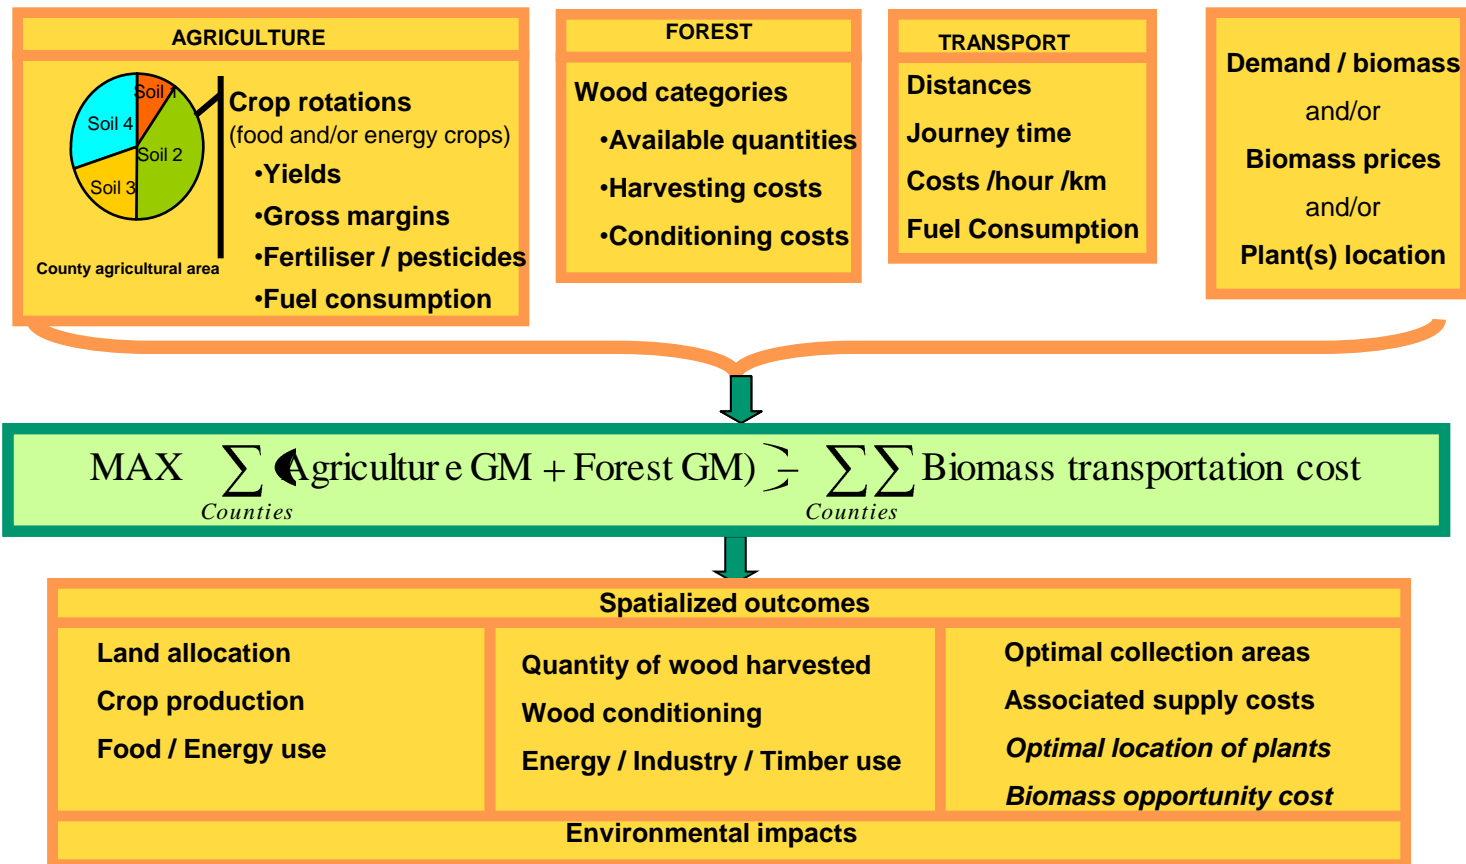 AGRICULTURE
Soil 1
Soil 4
Soil 2
Soil 3
County agricultural area
Crop rotations
(food and/or energy crops)
•Yields
•Gross margins
•Fertiliser / pesticides
•Fuel consumption
FOREST
Wood categories
•Available quantities
•Harvesting costs
•Conditioning costs
TRANSPORT
Distances
Journey time
Costs /hour /km
Fuel Consumption
Demand / biomass
and/or
Biomass prices
and/or
Plant(s) location
MAX ∑ (Agriculture GM + Forest GM) - ∑∑ Biomass transportation cost
Counties Counties
Spatialized outcomes
Land allocation
Crop production
Food / Energy use
Quantity of wood harvested
Wood conditioning
Energy / Industry / Timber use
Optimal collection areas
Associated supply costs
Optimal location of plants
Biomass opportunity cost
Environmental impacts